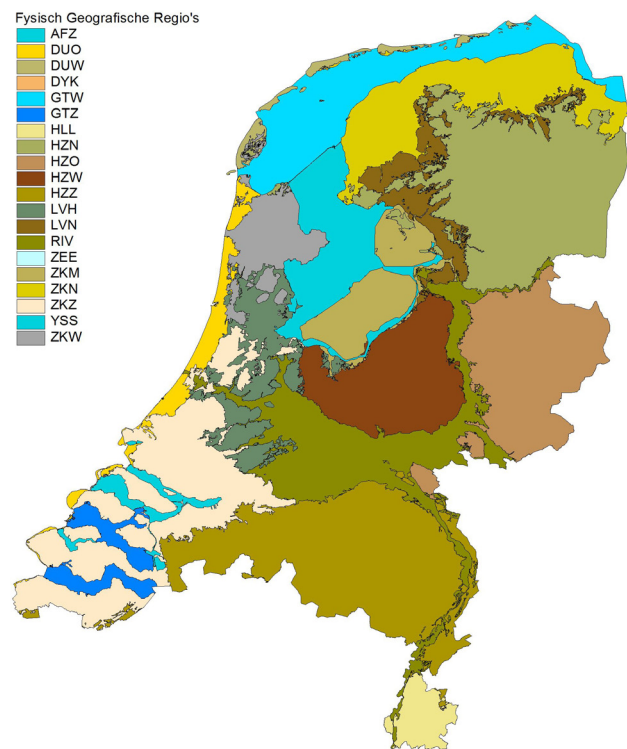 Fysisch Geografische Regio's
AFZ
DUO
DUW
DYK
GTW
GTZ
HLL
HZN
HZO
HZW
HZZ
LVH
LVN
RIV
ZEE
ZKM
ZKN
ZKZ
YSS
ZKW